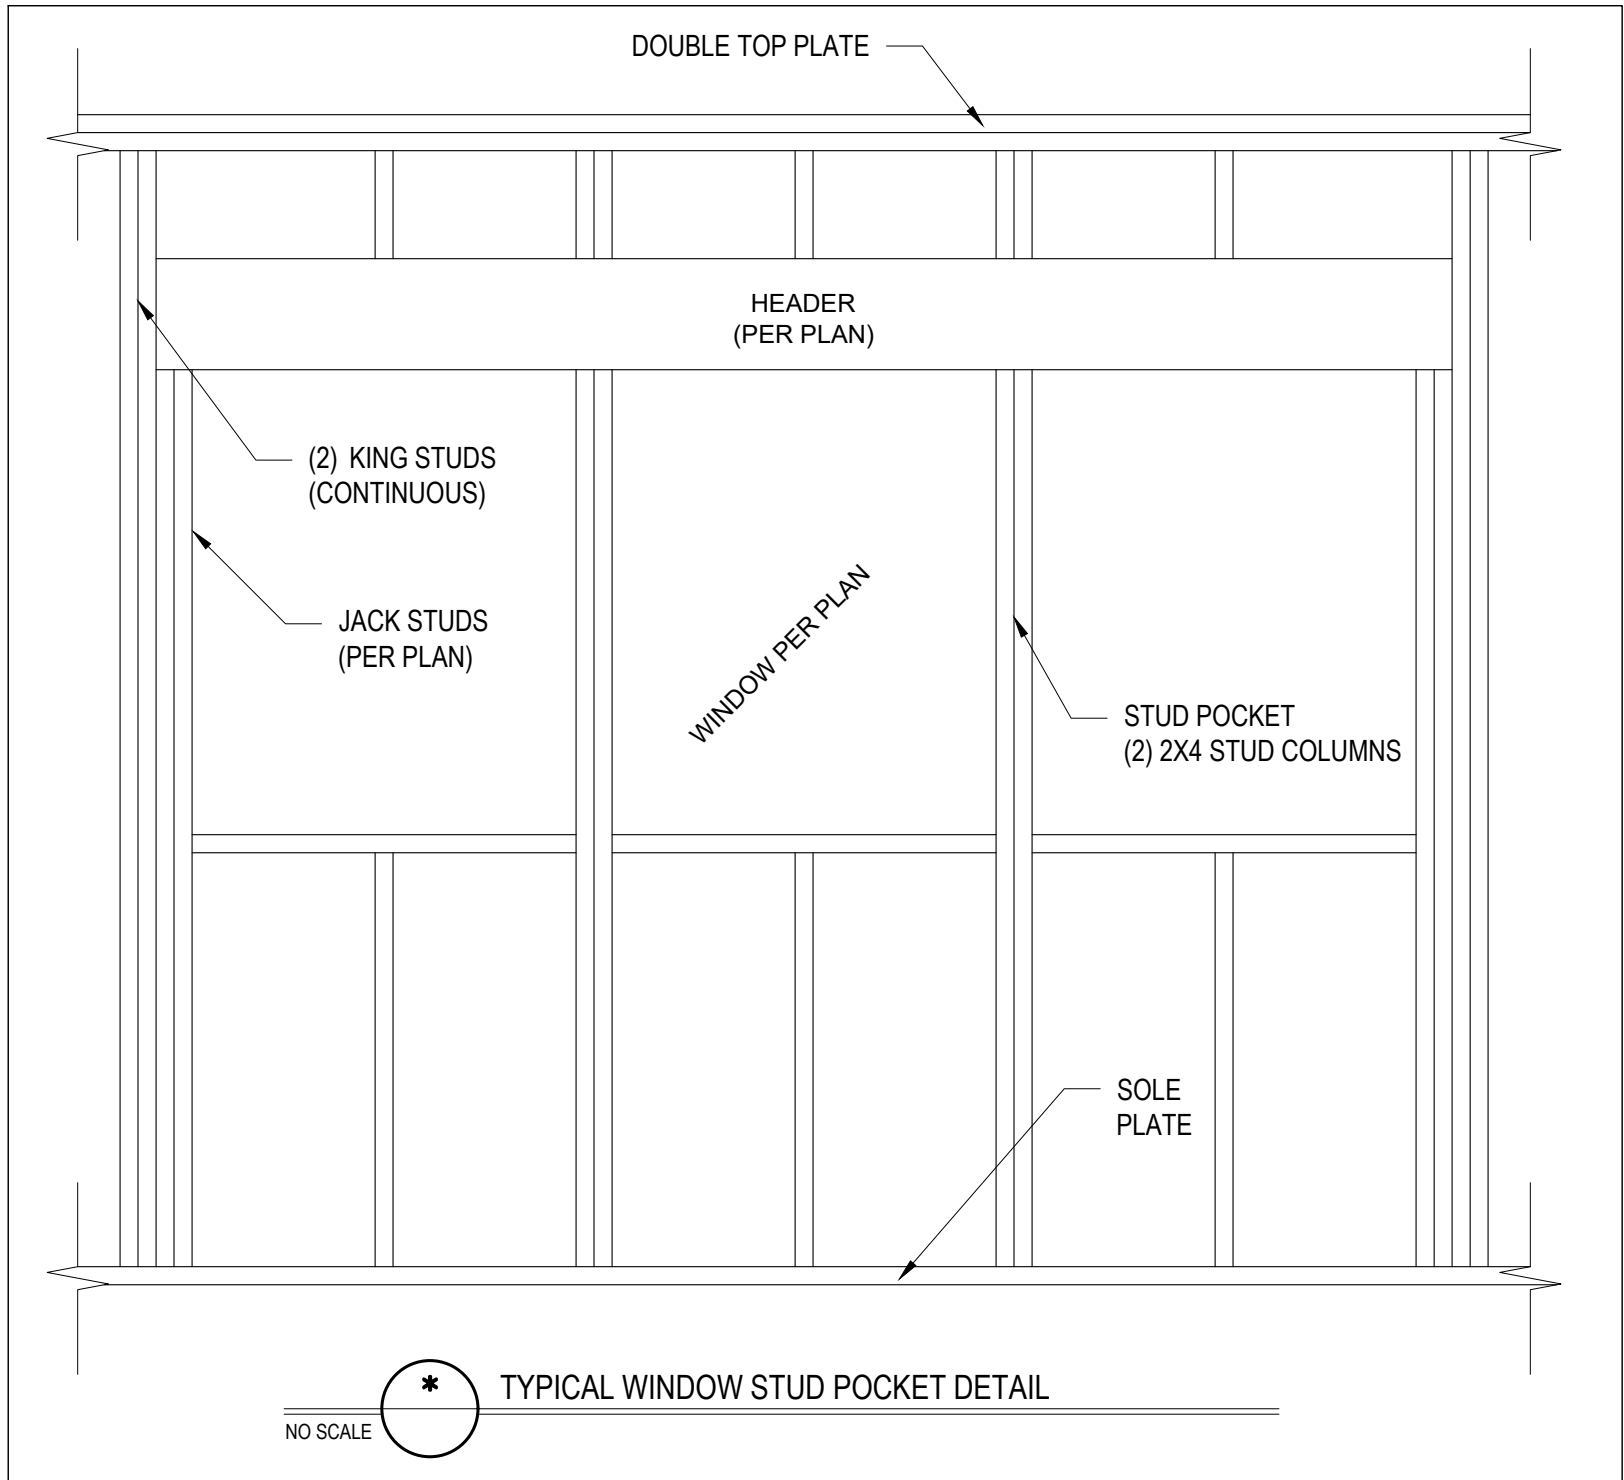 DOUBLE TOP PLATE
HEADER
(PER PLAN)
(2) KING STUDS
(CONTINUOUS)
JACK STUDS
(PER PLAN)
WINDOW PER PLAN
STUD POCKET
(2) 2X4 STUD COLUMNS
SOLE
PLATE
*
TYPICAL WINDOW STUD POCKET DETAIL
NO SCALE